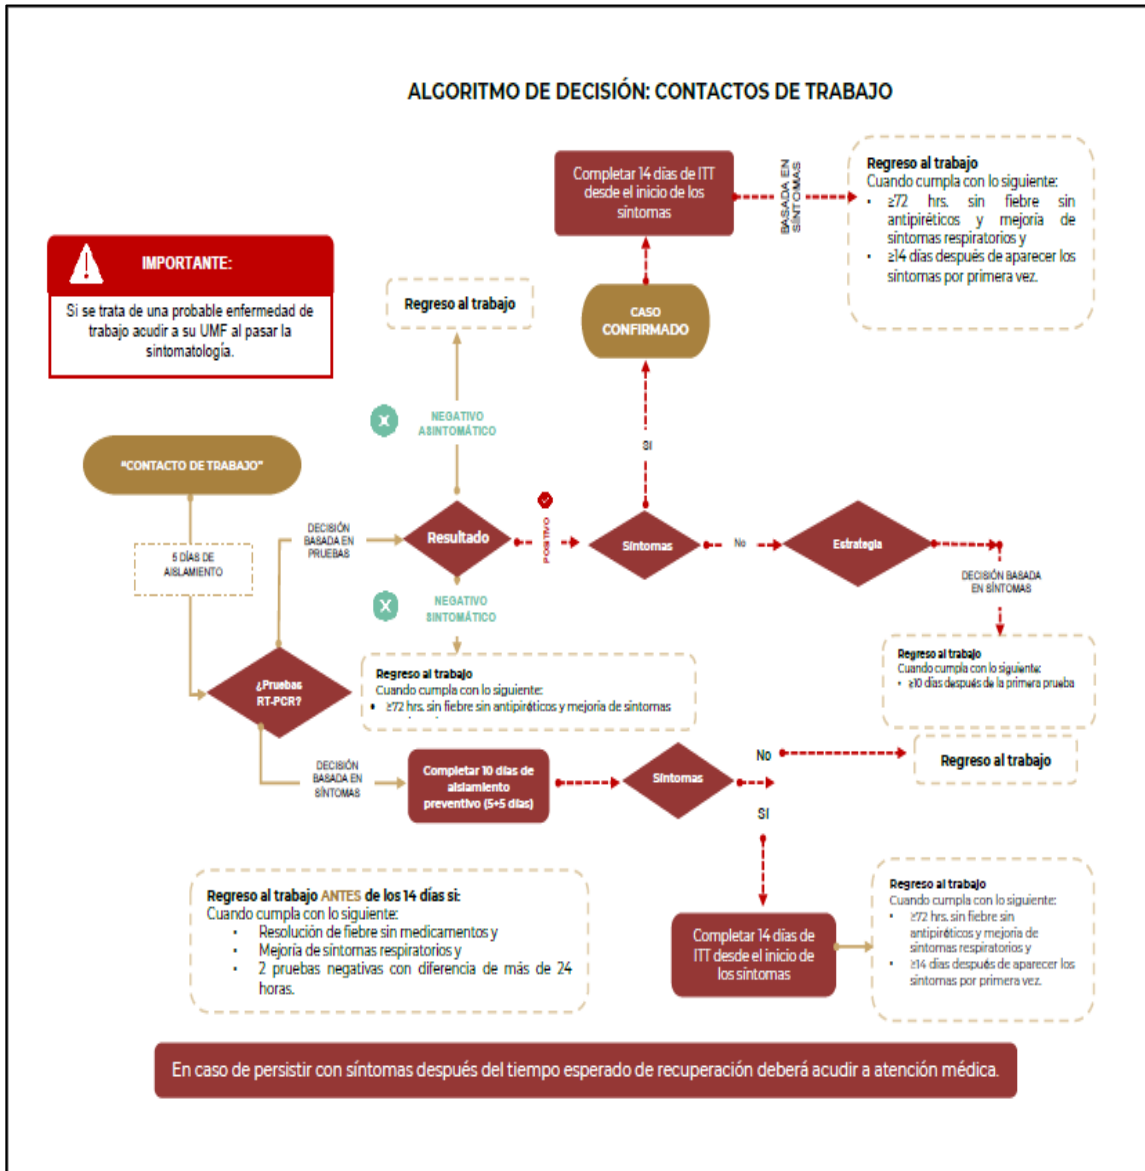 ALGORITMO DE DECISIÓN: CONTACTOS DE TRABAJO
Completar 14 días de ITT
desde el inicio de los
síntomas
BASADA EN
SÍNTOMAS
Regreso al trabajo
Cuando cumpla con lo siguiente:
• ≥72 hrs. sin fiebre sin
antipiréticos y mejoría de
síntomas respiratorios y
• ≥14 días después de aparecer los
síntomas por primera vez.
IMPORTANTE:
Si se trata de una probable enfermedad de
trabajo acudir a su UMF al pasar la
sintomatología.
Regreso al trabajo
CASO
CONFIRMADO
X NEGATIVO
ASINTOMÁTICO
SI
"CONTACTO DE TRABAJO"
5 DÍAS DE
AISLAMIENTO
DECISIÓN
BASADA EN
PRUEBAS
Resultado
POSITIVO
Síntomas
No
Estrategia
DECISIÓN BASADA
EN SÍNTOMAS
X NEGATIVO
SINTOMÁTICO
¿Pruebas
RT-PCR?
Regreso al trabajo
Cuando cumpla con lo siguiente:
• ≥72 hrs. sin fiebre sin antipiréticos y mejoría de síntomas
Regreso al trabajo
Cuando cumpla con lo siguiente:
• ≥10 días después de la primera prueba
DECISIÓN
BASADA EN
SÍNTOMAS
Completar 10 días de
aislamiento
preventivo (5+5 días)
Síntomas
No
Regreso al trabajo
SI
Regreso al trabajo ANTES de los 14 días si:
Cuando cumpla con lo siguiente:
• Resolución de fiebre sin medicamentos y
• Mejoría de síntomas respiratorios y
• 2 pruebas negativas con diferencia de más de 24
horas.
Completar 14 días de
ITT desde el inicio de
los síntomas
Regreso al trabajo
Cuando cumpla con lo siguiente:
• ≥72 hrs. sin fiebre sin
antipiréticos y mejoría de
síntomas respiratorios y
• ≥14 días después de aparecer los
síntomas por primera vez.
En caso de persistir con síntomas después del tiempo esperado de recuperación deberá acudir a atención médica.